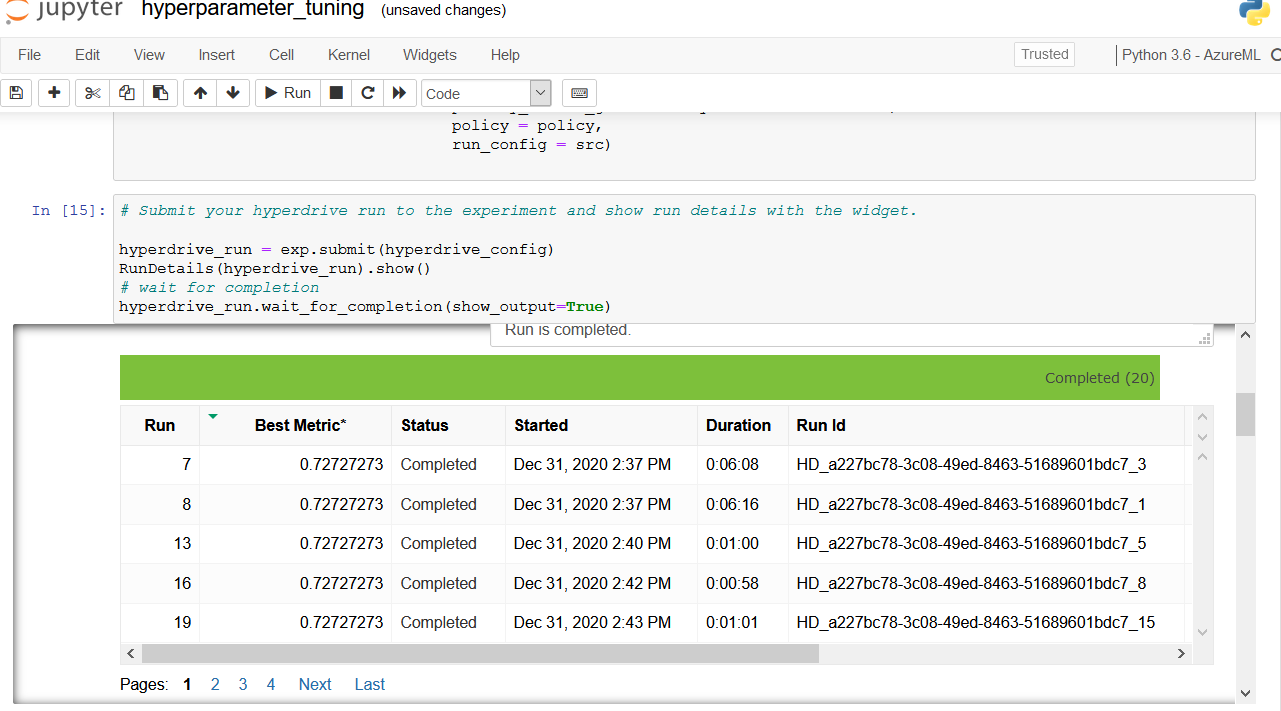 jupyter hyperparameter_tuning (unsaved changes)
File Edit View Insert Cell Kernel Widgets Help Trusted Python 3.6 - AzureML
Run Code
policy = policy,
run_config = src)
In [15]: # Submit your hyperdrive run to the experiment and show run details with the widget.
hyperdrive_run = exp.submit(hyperdrive_config)
RunDetails(hyperdrive_run).show()
# wait for completion
hyperdrive_run.wait_for_completion(show_output=True)
Run is completed.
Completed (20)
Run Best Metric* Status Started Duration Run Id
7 0.72727273 Completed Dec 31, 2020 2:37 PM 0:06:08 HD_a227bc78-3c08-49ed-8463-51689601bdc7_3
8 0.72727273 Completed Dec 31, 2020 2:37 PM 0:06:16 HD_a227bc78-3c08-49ed-8463-51689601bdc7_1
13 0.72727273 Completed Dec 31, 2020 2:40 PM 0:01:00 HD_a227bc78-3c08-49ed-8463-51689601bdc7_5
16 0.72727273 Completed Dec 31, 2020 2:42 PM 0:00:58 HD_a227bc78-3c08-49ed-8463-51689601bdc7_8
19 0.72727273 Completed Dec 31, 2020 2:43 PM 0:01:01 HD_a227bc78-3c08-49ed-8463-51689601bdc7_15
Pages: 1 2 3 4 Next Last